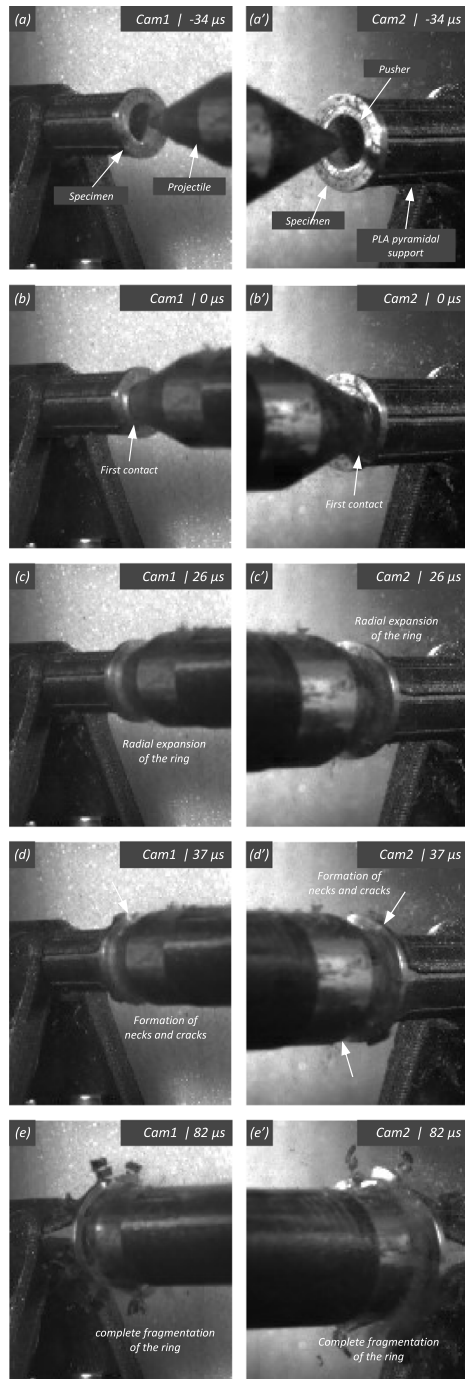 (a)
Cam1 | -34 µs
Specimen
Projectile
(a')
Cam2 | -34 µs
Pusher
Specimen
PLA pyramidal
support
(b)
Cam1 | 0 µs
First contact
(b')
Cam2 | 0 µs
First contact
(c)
Cam1 | 26 µs
Radial expansion
of the ring
(c')
Cam2 | 26 µs
Radial expansion
of the ring
(d)
Cam1 | 37 µs
Formation of
necks and cracks
(d')
Cam2 | 37 µs
Formation of
necks and cracks
(e)
Cam1 | 82 µs
complete fragmentation
of the ring
(e')
Cam2 | 82 µs
Complete fragmentation
of the ring